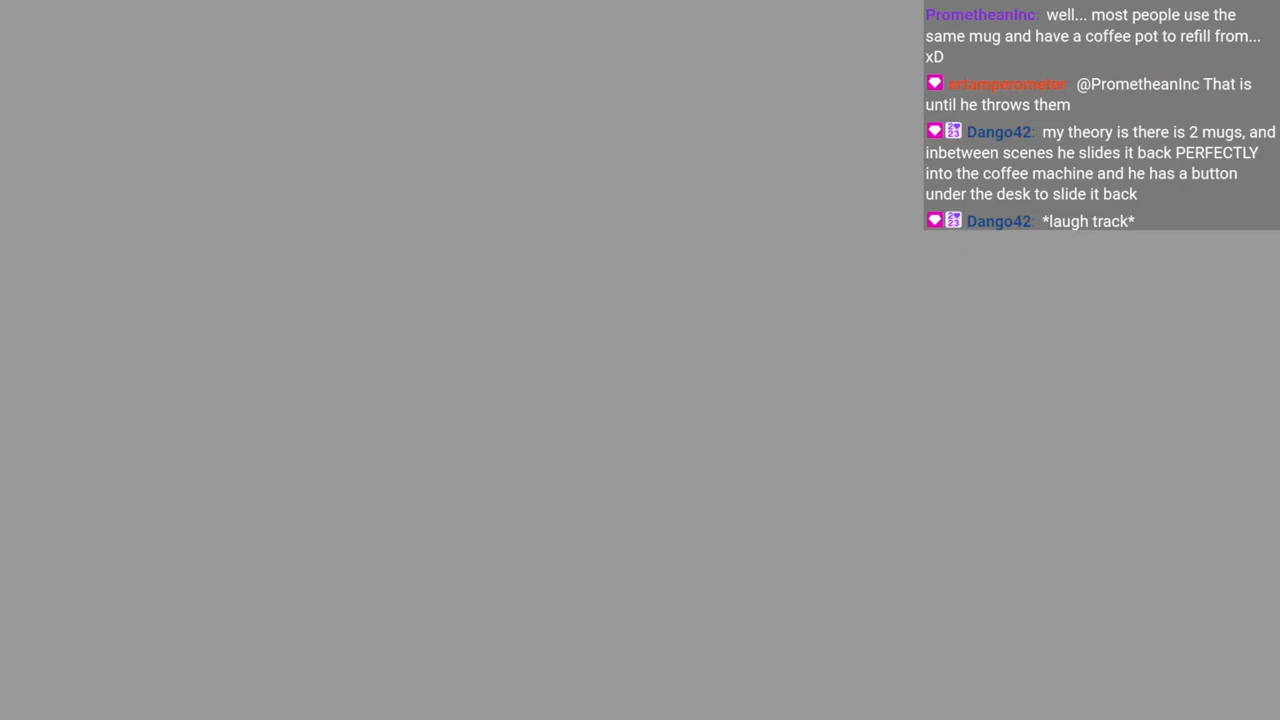 PrometheanInc: well... most people use the
same mug and have a coffee pot to refill from...
xD
srtamperometer: @PrometheanInc That is
until he throws them
Dango42: my theory is there is 2 mugs, and
inbetween scenes he slides it back PERFECTLY
into the coffee machine and he has a button
under the desk to slide it back
Dango42: *laugh track*